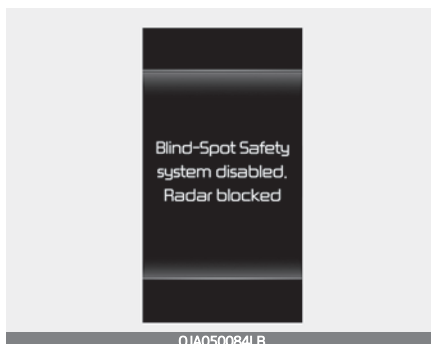 Blind-Spot Safety
system disabled.
Radar blocked
OJA050084LB